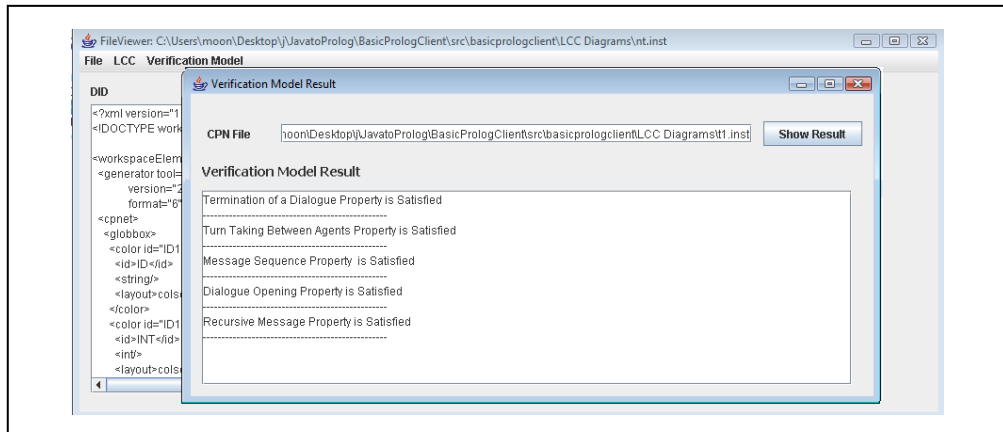 FileViewer: C:\Users\moon\Desktop\j\JavatoProlog\BasicPrologClient\src\basicprologclient\LCC Diagrams\nt.inst
File LCC Verification Model
Verification Model Result
DID
<?xml version="1
<!DOCTYPE work
<workspaceElem
<generator tool=
version="2
format="6"
<cpnet>
<globbox>
<color id="ID1
<id>ID</id>
<string/>
<layout>colse
</color>
<color id="ID1
<id>INT</id>
<int/>
<layout>colse
CPN File
noon\Desktop\j\JavatoProlog\BasicPrologClient\src\basicprologclient\LCC Diagrams\t1.inst
Show Result
Verification Model Result
Termination of a Dialogue Property is Satisfied
------------------------------------------------
Turn Taking Between Agents Property is Satisfied
------------------------------------------------
Message Sequence Property is Satisfied
------------------------------------------------
Dialogue Opening Property is Satisfied
------------------------------------------------
Recursive Message Property is Satisfied
------------------------------------------------